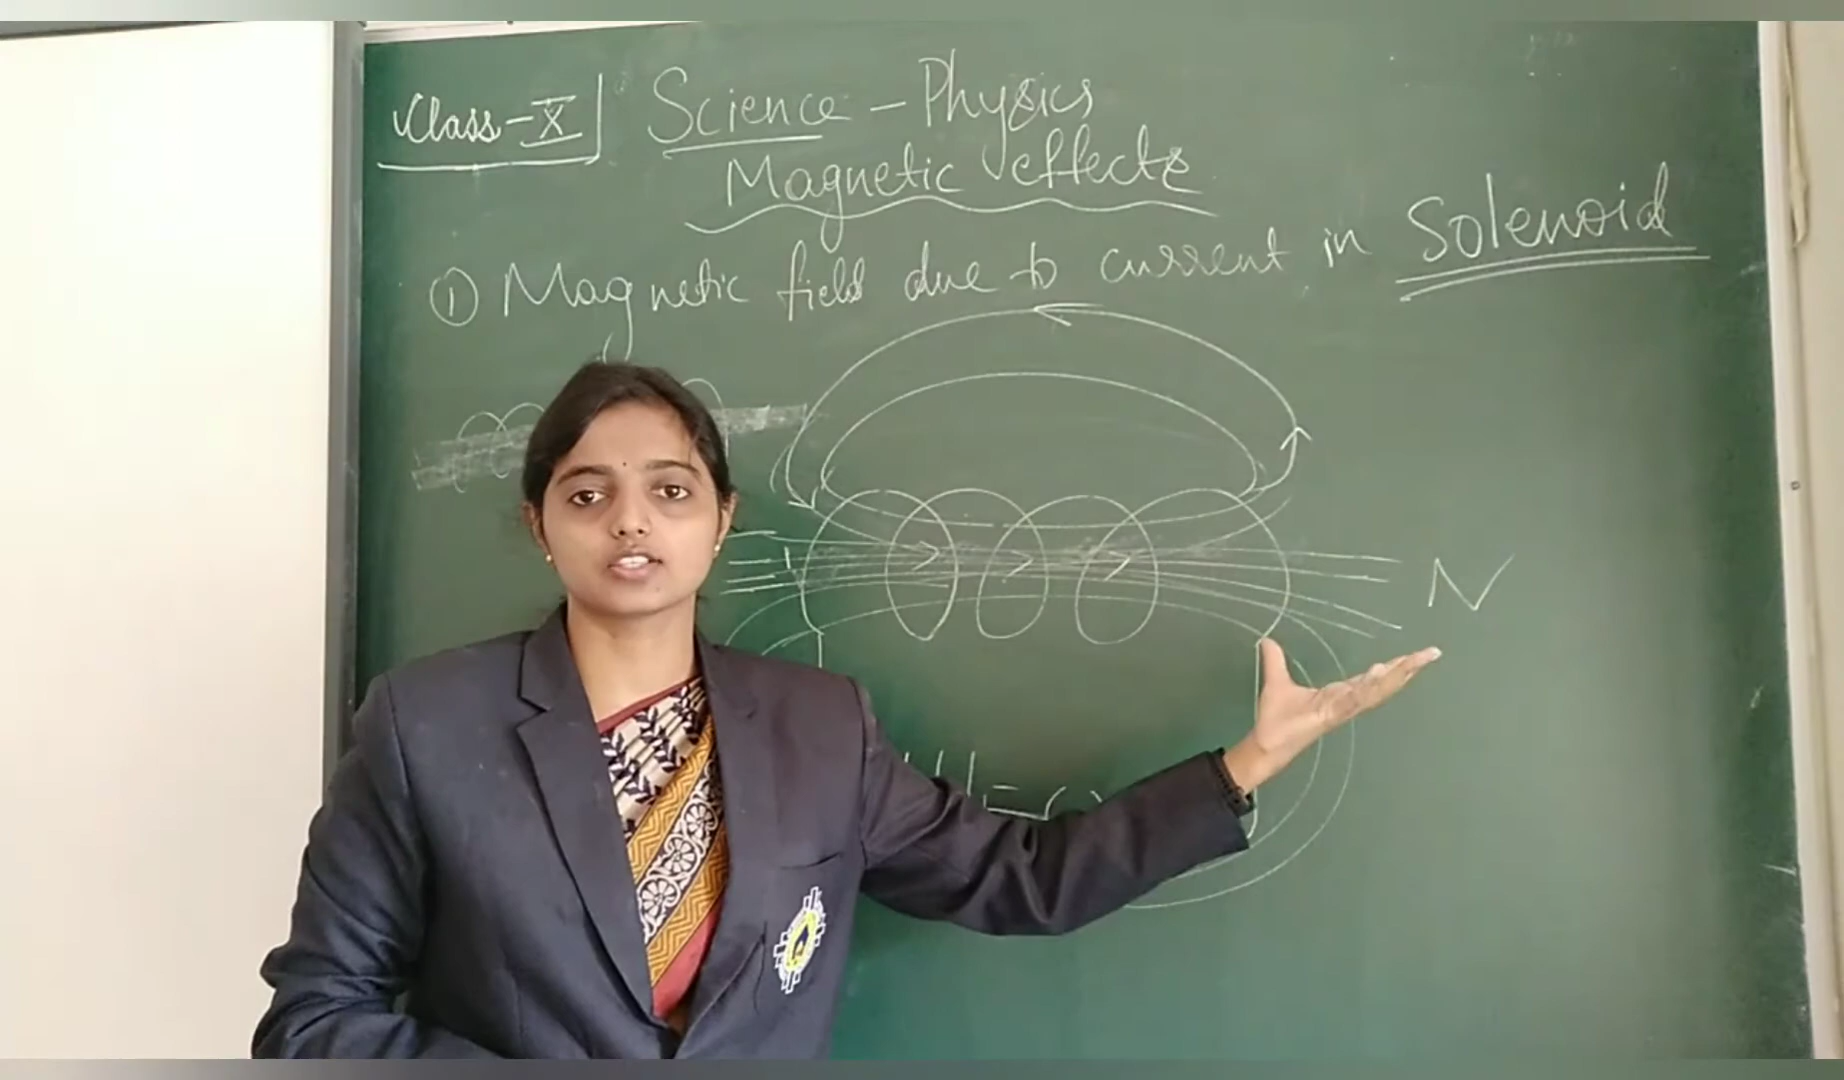 Class-X
Science - Physics
Magnetic effects
① Magnetic field due to current in Solenoid
N